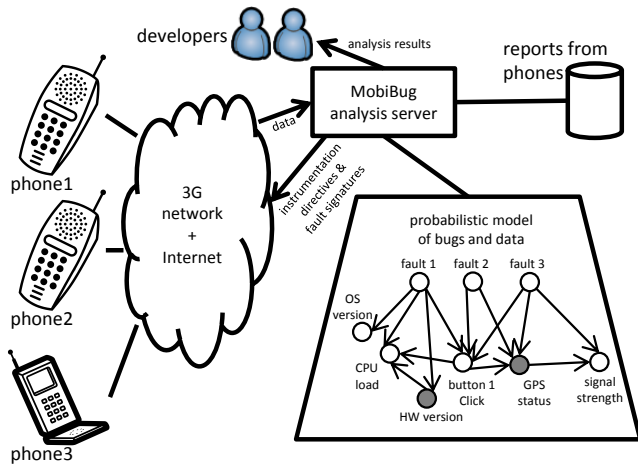 developers
analysis results
reports from
phones
MobiBug
analysis server
data
phone1
3G
network
+
Internet
instrumentation
directives &
fault signatures
phone2
probabilistic model
of bugs and data
fault 1
fault 2
fault 3
OS
version
CPU
load
button 1
Click
GPS
status
signal
strength
HW version
phone3